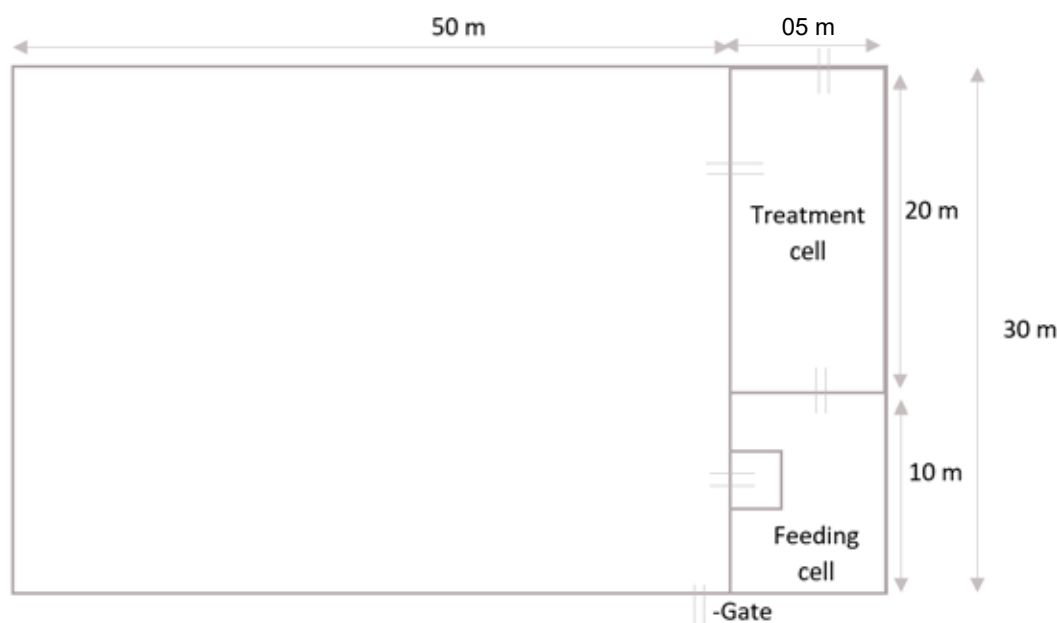 50 m
05 m
Treatment
cell
20 m
30 m
10 m
Feeding
cell
-Gate